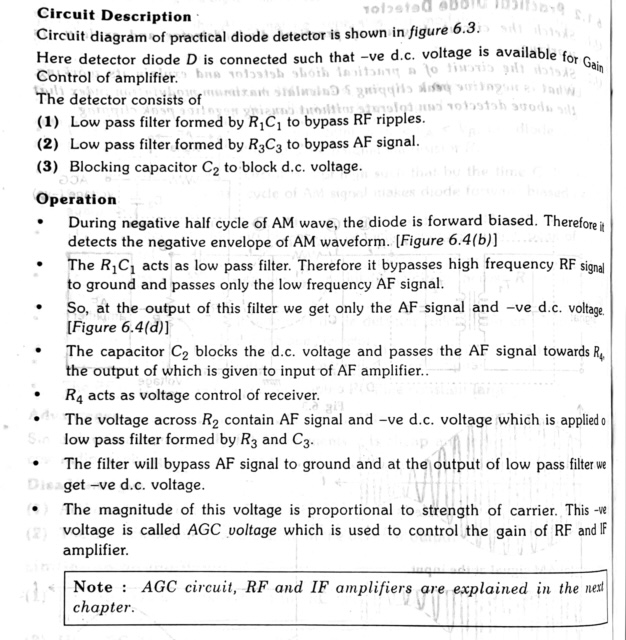 Circuit Description
Circuit diagram of practical diode detector is shown in figure 6.3.
Here detector diode D is connected such that –ve d.c. voltage is available for Gain
Control of amplifier.
The detector consists of
(1) Low pass filter formed by R₁C₁ to bypass RF ripples.
(2) Low pass filter formed by R₃C₃ to bypass AF signal.
(3) Blocking capacitor C₂ to block d.c. voltage.
Operation
• During negative half cycle of AM wave, the diode is forward biased. Therefore it
detects the negative envelope of AM waveform. [Figure 6.4(b)]
• The R₁C₁ acts as low pass filter. Therefore it bypasses high frequency RF signal
to ground and passes only the low frequency AF signal.
• So, at the output of this filter we get only the AF signal and –ve d.c. voltage.
[Figure 6.4(d)]
• The capacitor C₂ blocks the d.c. voltage and passes the AF signal towards R₄,
the output of which is given to input of AF amplifier..
• R₄ acts as voltage control of receiver.
• The voltage across R₂ contain AF signal and –ve d.c. voltage which is applied o
low pass filter formed by R₃ and C₃.
• The filter will bypass AF signal to ground and at the output of low pass filter we
get –ve d.c. voltage.
• The magnitude of this voltage is proportional to strength of carrier. This -ve
voltage is called AGC voltage which is used to control the gain of RF and IF
amplifier.
Note : AGC circuit, RF and IF amplifiers are explained in the next
chapter.